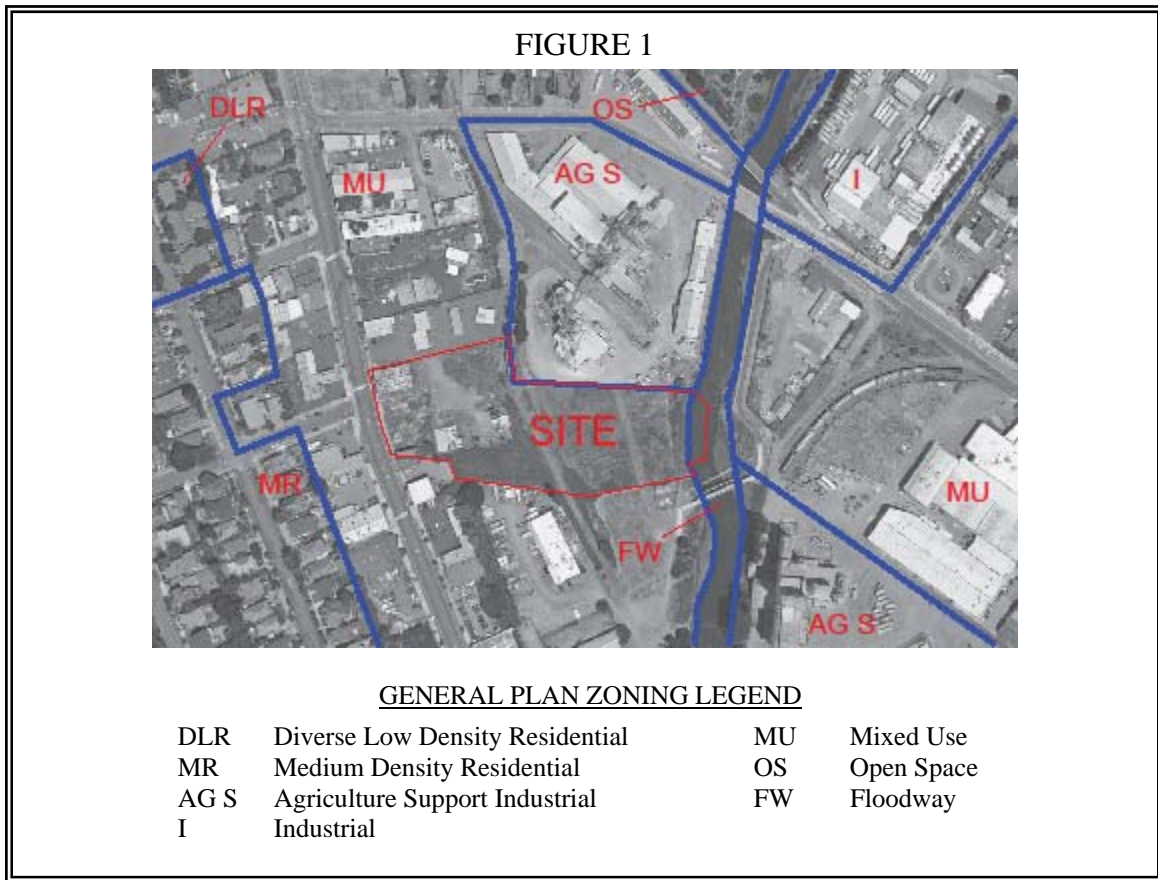 FIGURE 1
DLR
OS
MU
AG S
I
SITE
MR
MU
FW
AG S
GENERAL PLAN ZONING LEGEND
DLR Diverse Low Density Residential MU Mixed Use
MR Medium Density Residential OS Open Space
AG S Agriculture Support Industrial FW Floodway
I Industrial